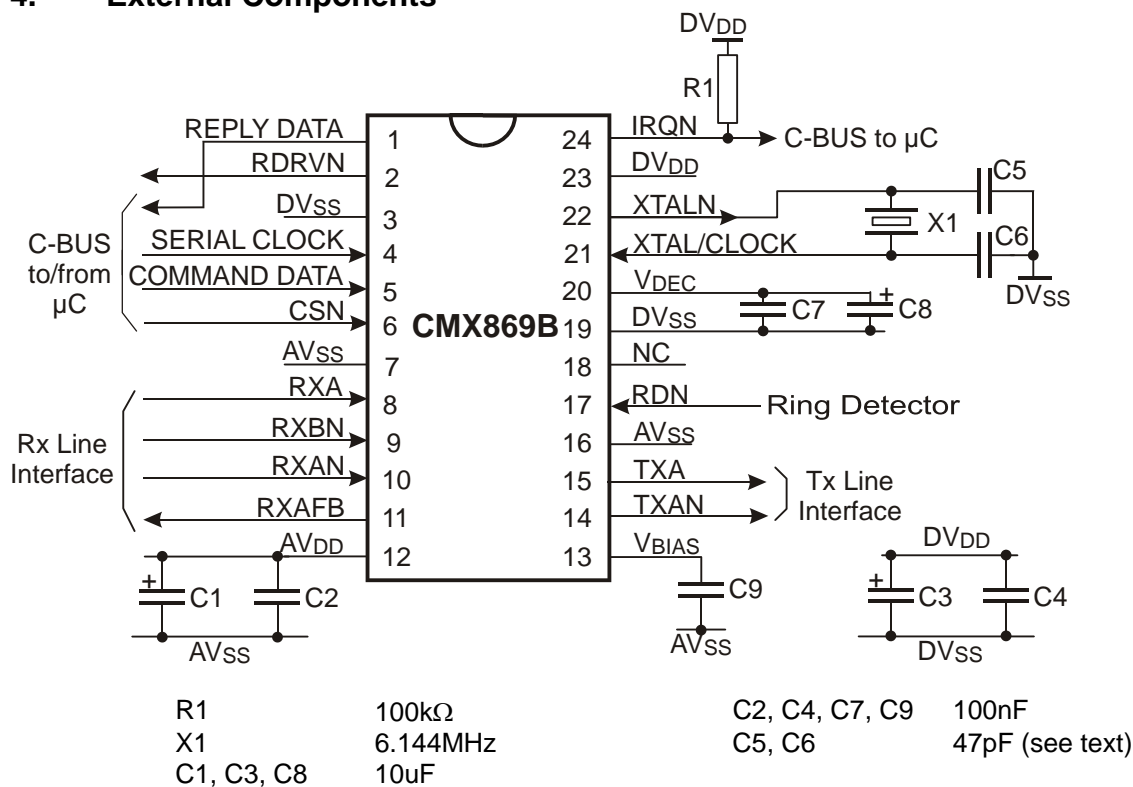 4. External Components
DVDD
R1
REPLY DATA 1
RDRVN 2
DVSS 3
SERIAL CLOCK 4
COMMAND DATA 5
CSN 6
AVSS 7
RXA 8
RXBN 9
RXAN 10
RXAFB 11
AVDD 12
C-BUS
to/from
µC
Rx Line
Interface
CMX869B
24 IRQN
C-BUS to µC
23 DVDD
22 XTALN
21 XTAL/CLOCK
20 VDEC
19 DVSS
18 NC
17 RDN
Ring Detector
16 AVSS
15 TXA
14 TXAN
Tx Line
Interface
13 VBIAS
C5
X1
C6
DVSS
C7
+
C8
+
C1
C2
AVSS
C9
AVSS
DVDD
+
C3
C4
DVSS
R1 100kΩ
X1 6.144MHz
C1, C3, C8 10uF
C2, C4, C7, C9 100nF
C5, C6 47pF (see text)